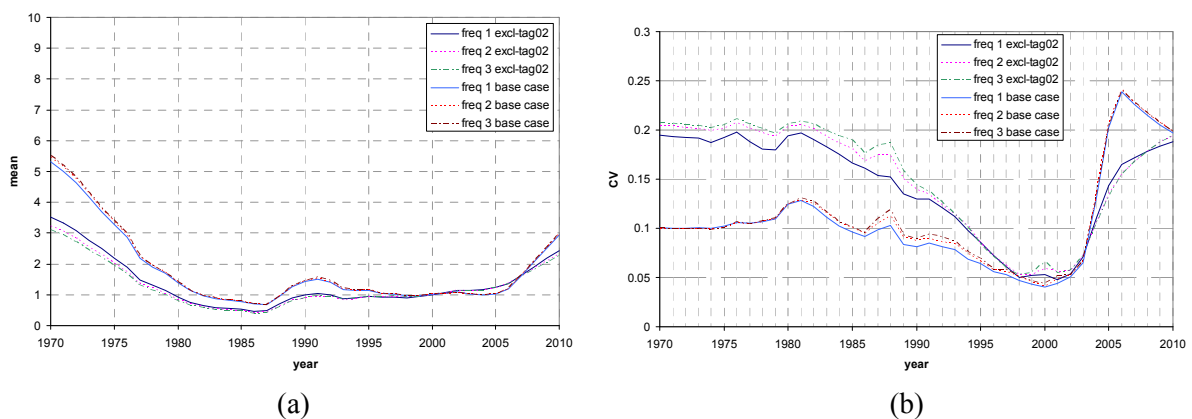 10
9
8
7
6
5
4
3
2
1
0
mean
1970 1975 1980 1985 1990 1995 2000 2005 2010
year
freq 1 excl-tag02
freq 2 excl-tag02
freq 3 excl-tag02
freq 1 base case
freq 2 base case
freq 3 base case
(a)
0.3
0.25
0.2
0.15
0.1
0.05
0
CV
1970 1975 1980 1985 1990 1995 2000 2005 2010
year
freq 1 excl-tag02
freq 2 excl-tag02
freq 3 excl-tag02
freq 1 base case
freq 2 base case
freq 3 base case
(b)